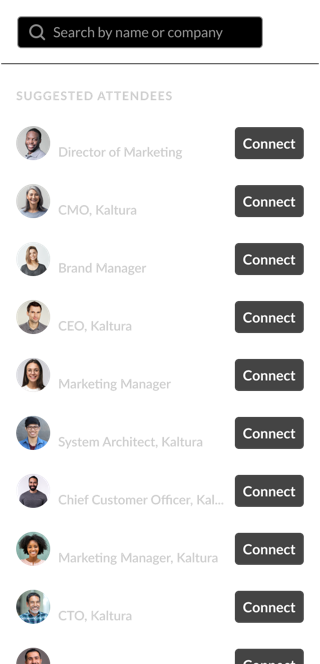 Search by name or company
SUGGESTED ATTENDEES
Director of Marketing
Connect
CMO, Kaltura
Connect
Brand Manager
Connect
CEO, Kaltura
Connect
Marketing Manager
Connect
System Architect, Kaltura
Connect
Chief Customer Officer, Kal...
Connect
Marketing Manager, Kaltura
Connect
CTO, Kaltura
Connect
Connect